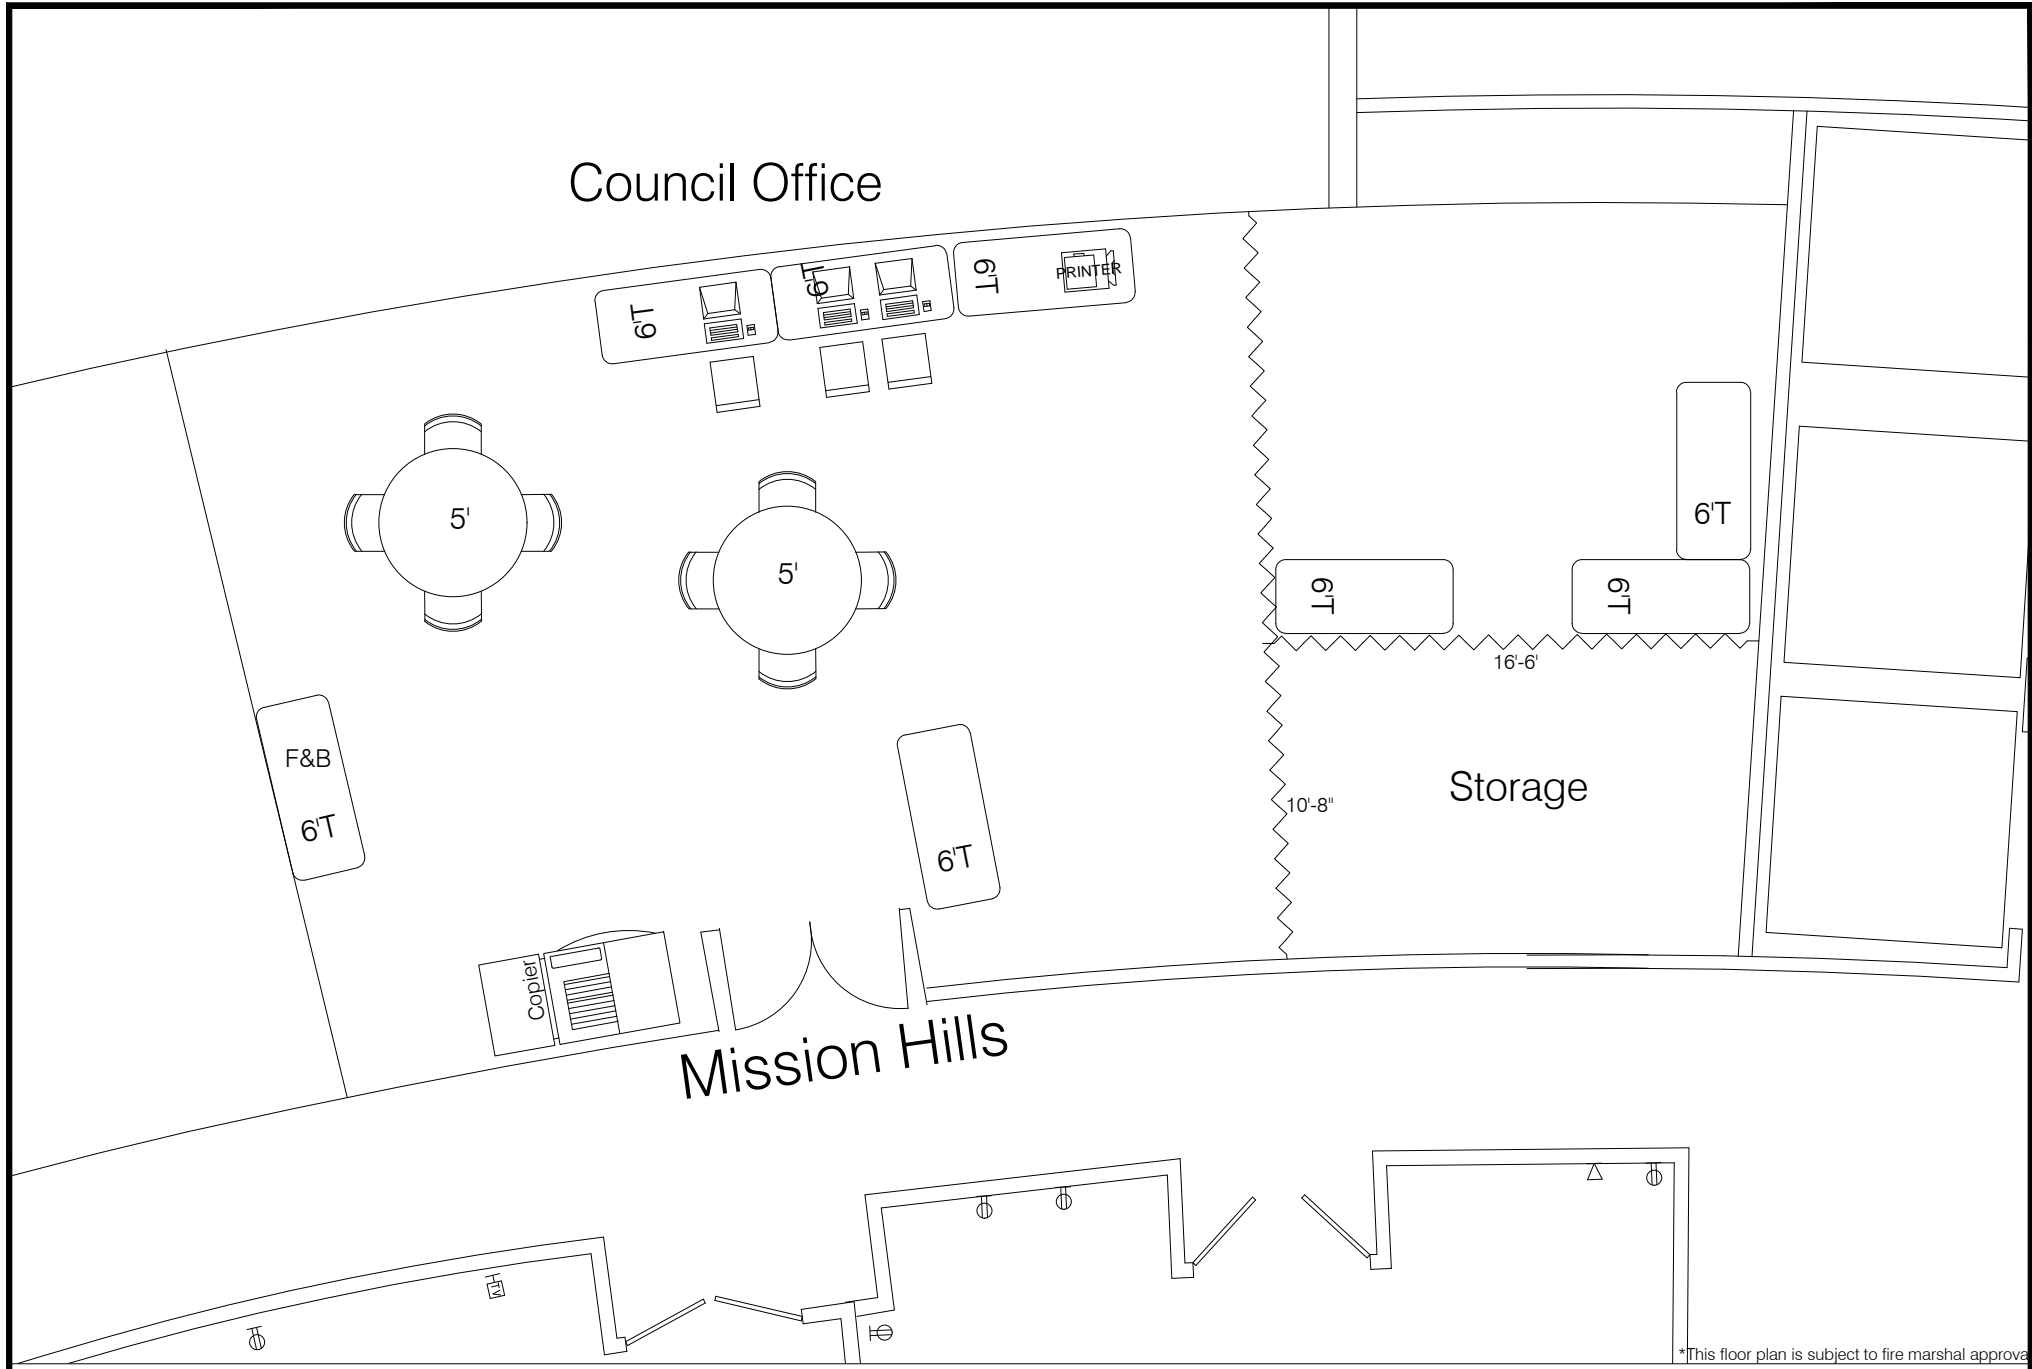 Council Office
6'T
6'T
6'T
PRINTER
5'
5'
6'T
6'T
6'T
16'-6'
F&B
6'T
6'T
10'-8"
Storage
Copier
Mission Hills
TV
*This floor plan is subject to fire marshal approva